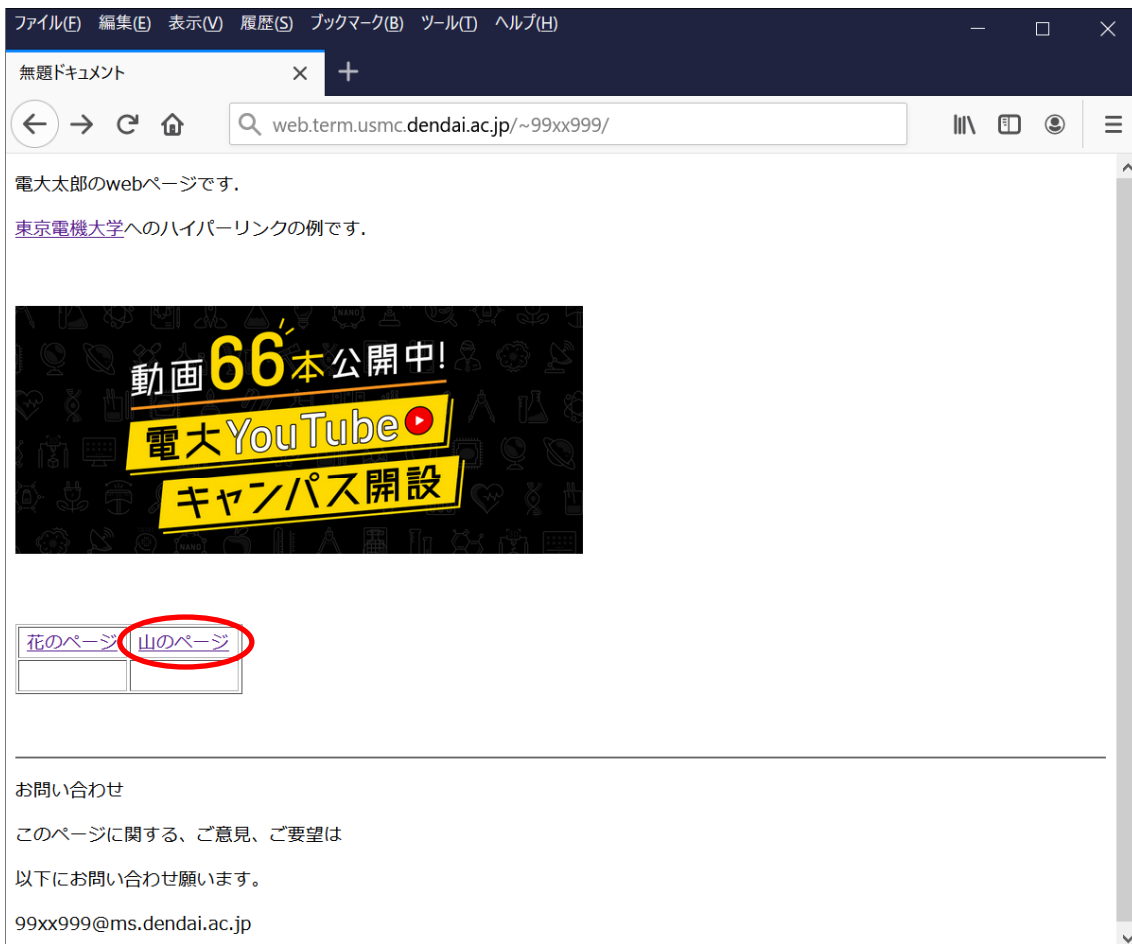 ファイル(F) 編集(E) 表示(V) 履歴(S) ブックマーク(B) ツール(T) ヘルプ(H)
無題ドキュメント
web.term.usmc.dendai.ac.jp/~99xx999/
電大太郎のwebページです.
東京電機大学へのハイパーリンクの例です.
動画66本公開中!
電大YouTube
キャンパス開設
NANO
NANO
花のページ 山のページ
お問い合わせ
このページに関する、ご意見、ご要望は
以下にお問い合わせ願います。
99xx999@ms.dendai.ac.jp